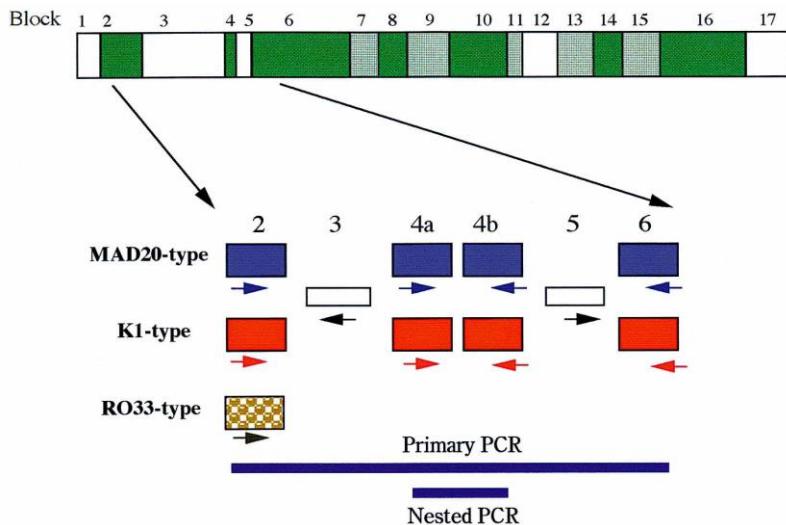 Block 1 2 3 4 5 6 7 8 9 10 11 12 13 14 15 16 17
2 3 4a 4b 5 6
MAD20-type
K1-type
RO33-type
Primary PCR
Nested PCR